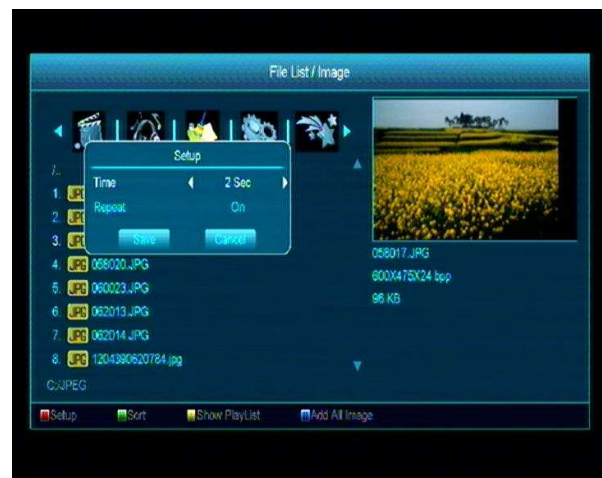 File List / Image
Setup
/..
Time 2 Sec
1. JPG
Repeat On
2. JPG
3. JPG
Save Cancel
058017.JPG
4. JPG 058020.JPG
600X475X24 bpp
5. JPG 060023.JPG
96 KB
6. JPG 062013.JPG
7. JPG 062014.JPG
8. JPG 1204390620784.jpg
C:/JPEG
Setup Sort Show PlayList Add All Image